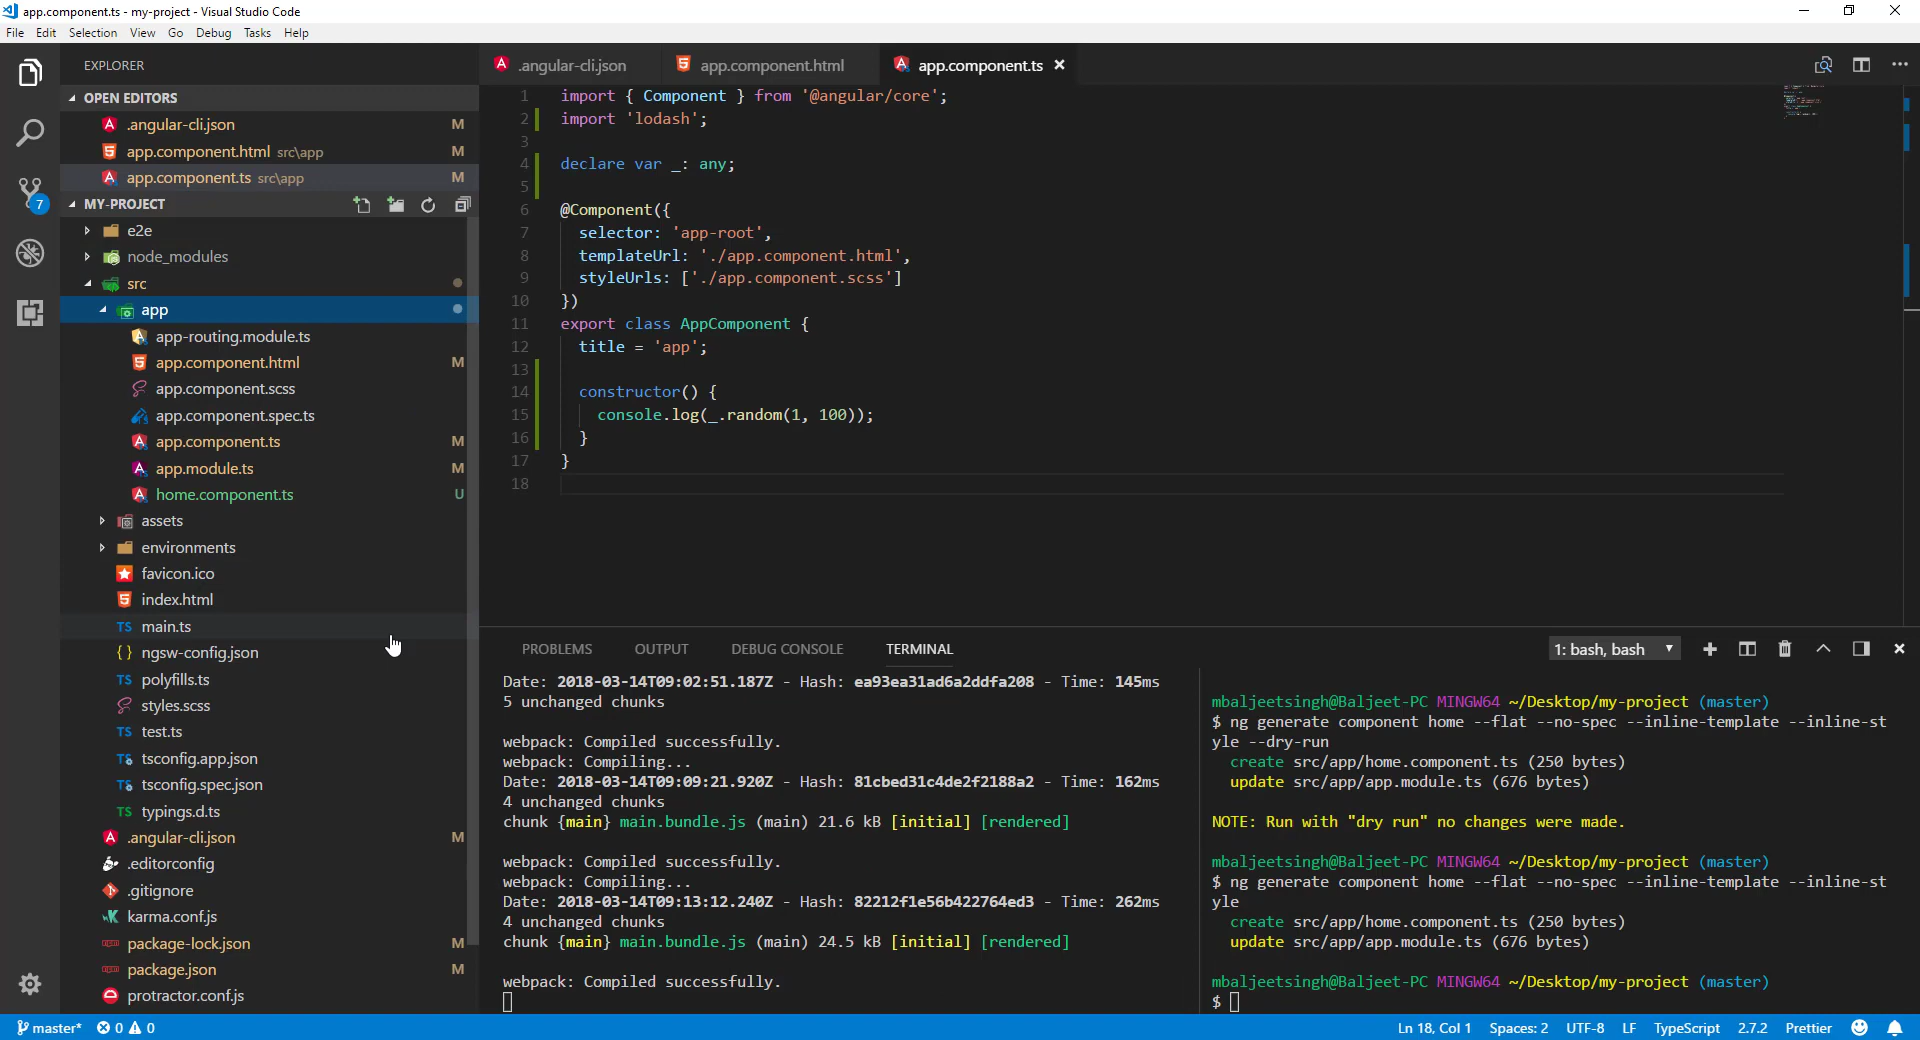 app.component.ts - my-project - Visual Studio Code
File Edit Selection View Go Debug Tasks Help
EXPLORER
OPEN EDITORS
.angular-cli.json M
app.component.html src\app M
app.component.ts src\app M
7
MY-PROJECT
e2e
node_modules
src
app
app-routing.module.ts
app.component.html M
app.component.scss
app.component.spec.ts
app.component.ts M
app.module.ts M
home.component.ts U
assets
environments
favicon.ico
index.html
TS main.ts
{} ngsw-config.json
TS polyfills.ts
styles.scss
TS test.ts
TS tsconfig.app.json
TS tsconfig.spec.json
TS typings.d.ts
.angular-cli.json M
.editorconfig
.gitignore
karma.conf.js
package-lock.json M
package.json M
protractor.conf.js
.angular-cli.json app.component.html app.component.ts
1 import { Component } from '@angular/core';
2 import 'lodash';
3
4 declare var _: any;
5
6 @Component({
7 selector: 'app-root',
8 templateUrl: './app.component.html',
9 styleUrls: ['./app.component.scss']
10 })
11 export class AppComponent {
12 title = 'app';
13
14 constructor() {
15 console.log(_.random(1, 100));
16 }
17 }
18
PROBLEMS OUTPUT DEBUG CONSOLE TERMINAL
1: bash, bash
Date: 2018-03-14T09:02:51.187Z - Hash: ea93ea31ad6a2ddfa208 - Time: 145ms
5 unchanged chunks
webpack: Compiled successfully.
webpack: Compiling...
Date: 2018-03-14T09:09:21.920Z - Hash: 81cbed31c4de2f2188a2 - Time: 162ms
4 unchanged chunks
chunk {main} main.bundle.js (main) 21.6 kB [initial] [rendered]
webpack: Compiled successfully.
webpack: Compiling...
Date: 2018-03-14T09:13:12.240Z - Hash: 82212f1e56b422764ed3 - Time: 262ms
4 unchanged chunks
chunk {main} main.bundle.js (main) 24.5 kB [initial] [rendered]
webpack: Compiled successfully.
mbaljeetsingh@Baljeet-PC MINGW64 ~/Desktop/my-project (master)
$ ng generate component home --flat --no-spec --inline-template --inline-st
yle --dry-run
create src/app/home.component.ts (250 bytes)
update src/app/app.module.ts (676 bytes)
NOTE: Run with "dry run" no changes were made.
mbaljeetsingh@Baljeet-PC MINGW64 ~/Desktop/my-project (master)
$ ng generate component home --flat --no-spec --inline-template --inline-st
yle
create src/app/home.component.ts (250 bytes)
update src/app/app.module.ts (676 bytes)
mbaljeetsingh@Baljeet-PC MINGW64 ~/Desktop/my-project (master)
$
master* 0 0
Ln 18, Col 1 Spaces: 2 UTF-8 LF TypeScript 2.7.2 Prettier